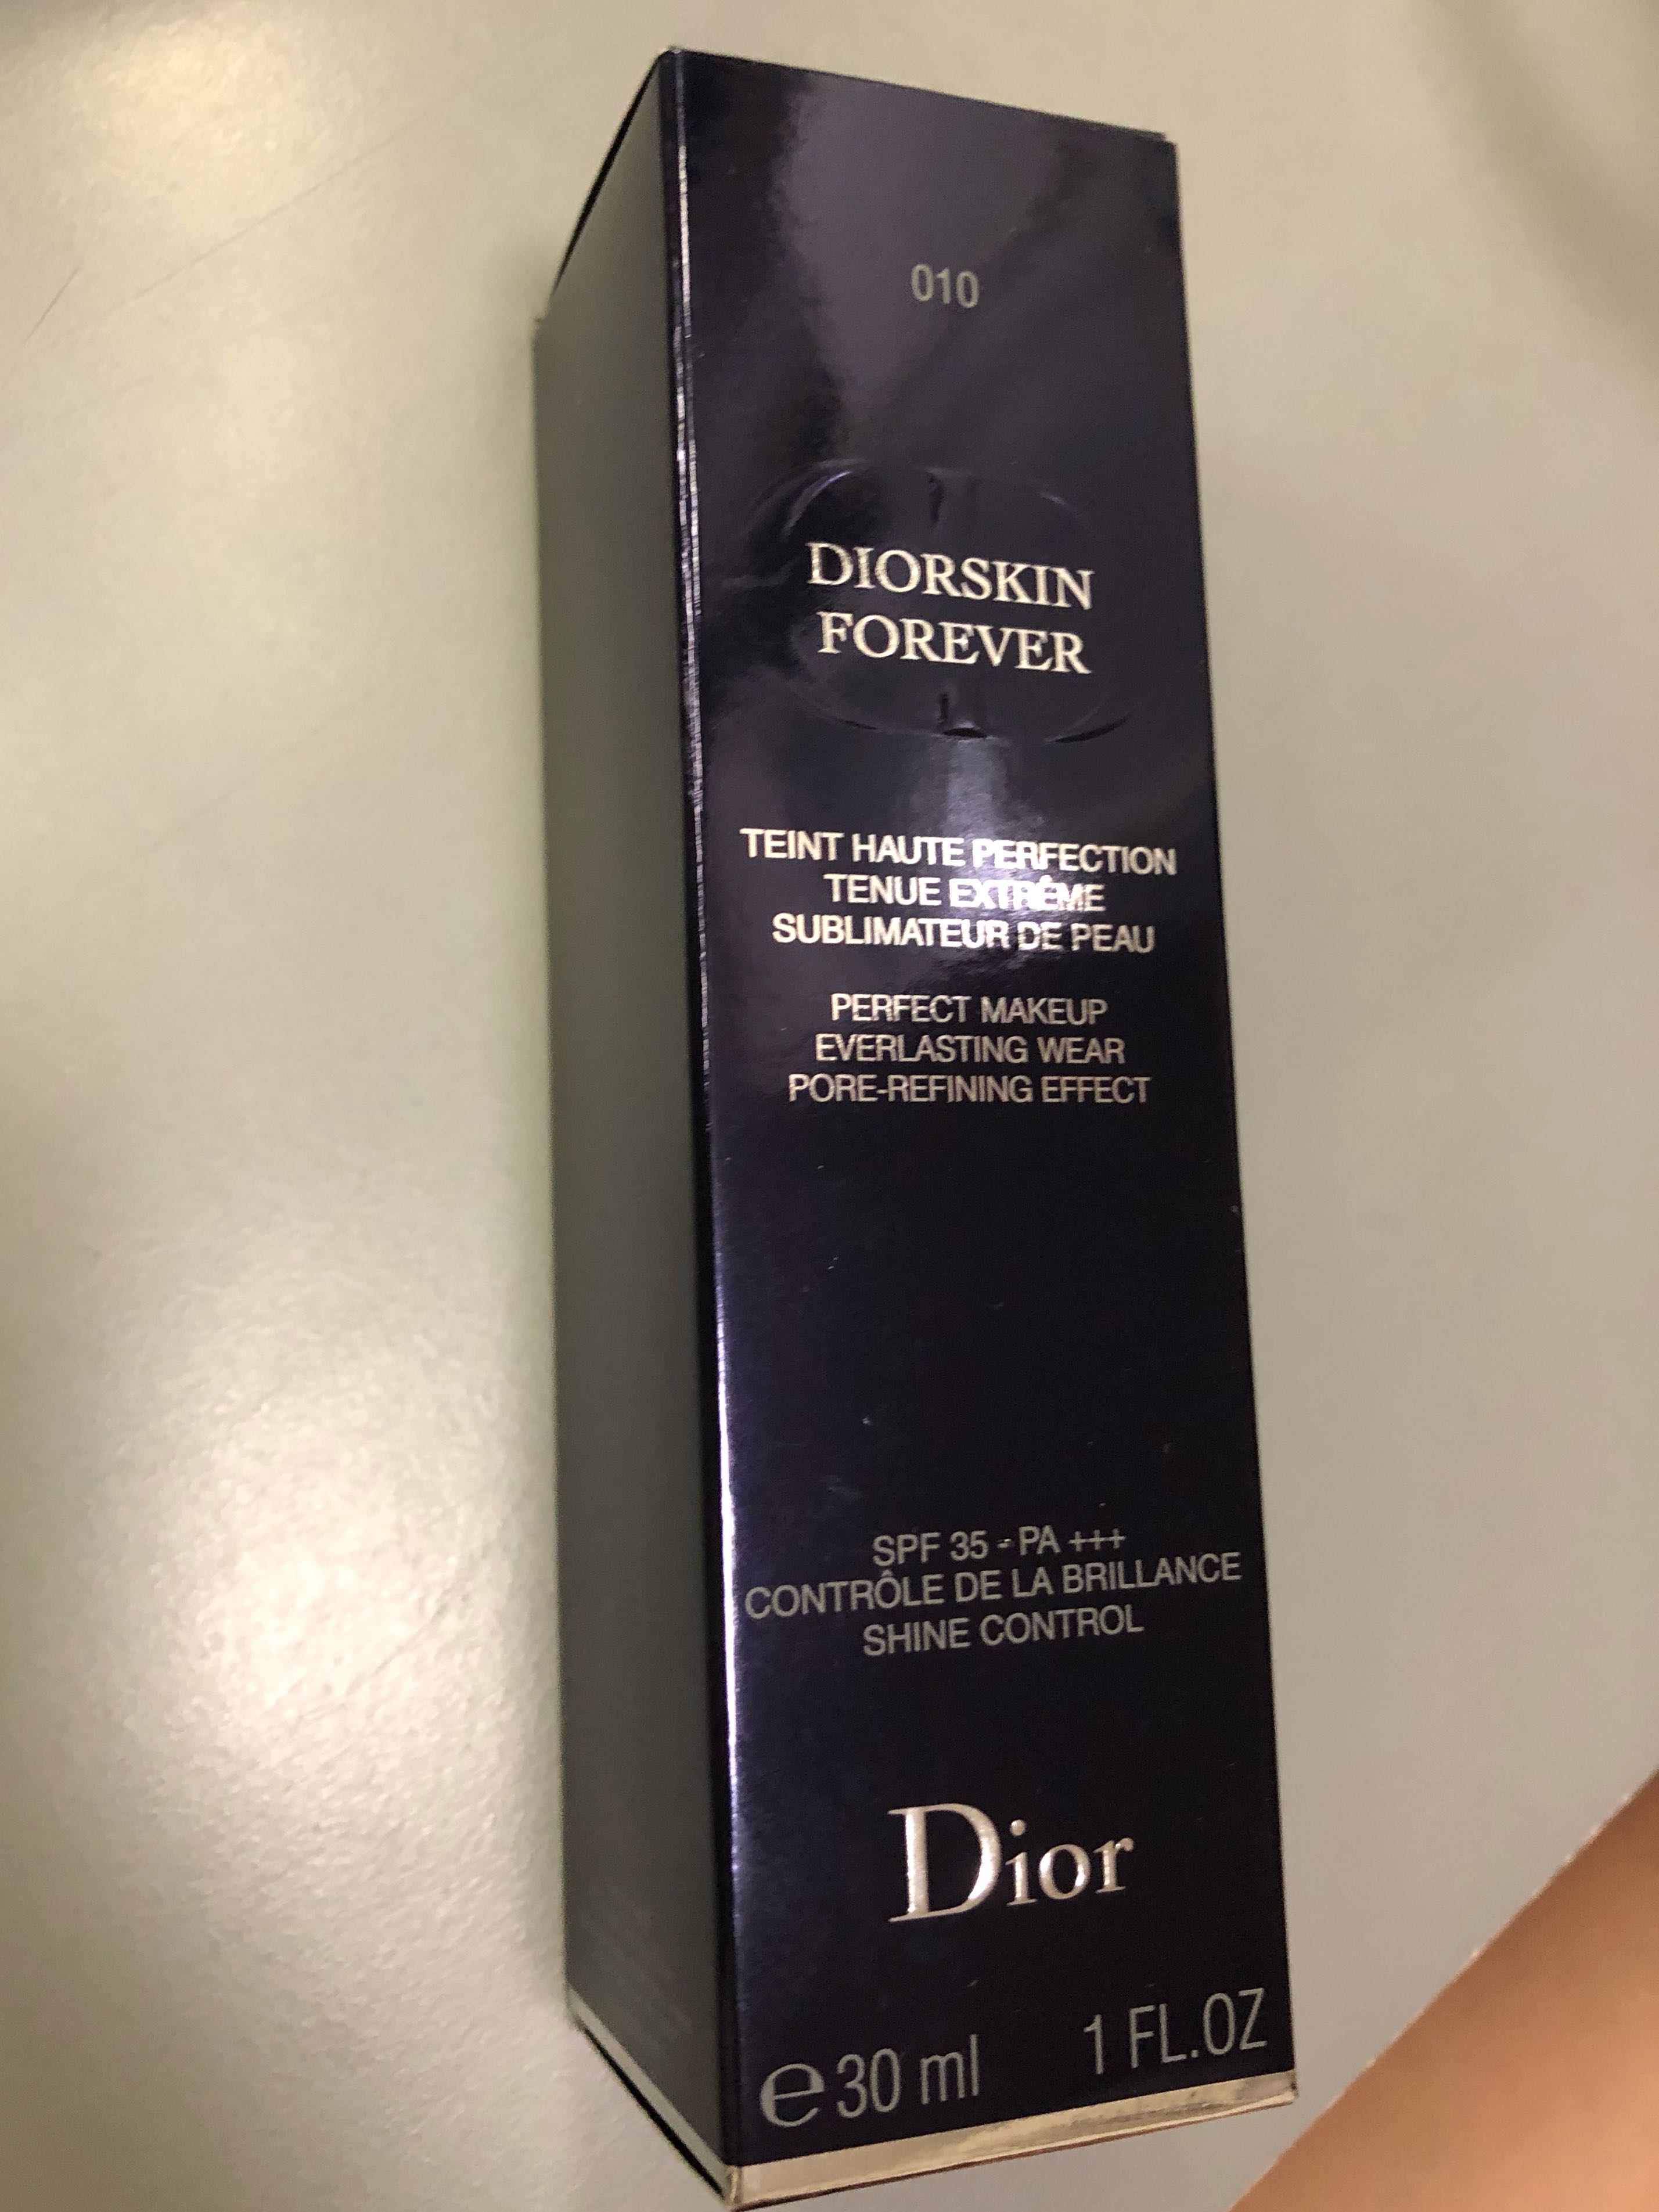 010
DIORSKIN
FOREVER
TEINT HAUTE PERFECTION
TENUE EXTRÊME
SUBLIMATEUR DE PEAU
PERFECT MAKEUP
EVERLASTING WEAR
PORE-REFINING EFFECT
SPF 35 - PA +++
CONTRÔLE DE LA BRILLANCE
SHINE CONTROL
Dior
℮ 30 ml 1 FL.OZ